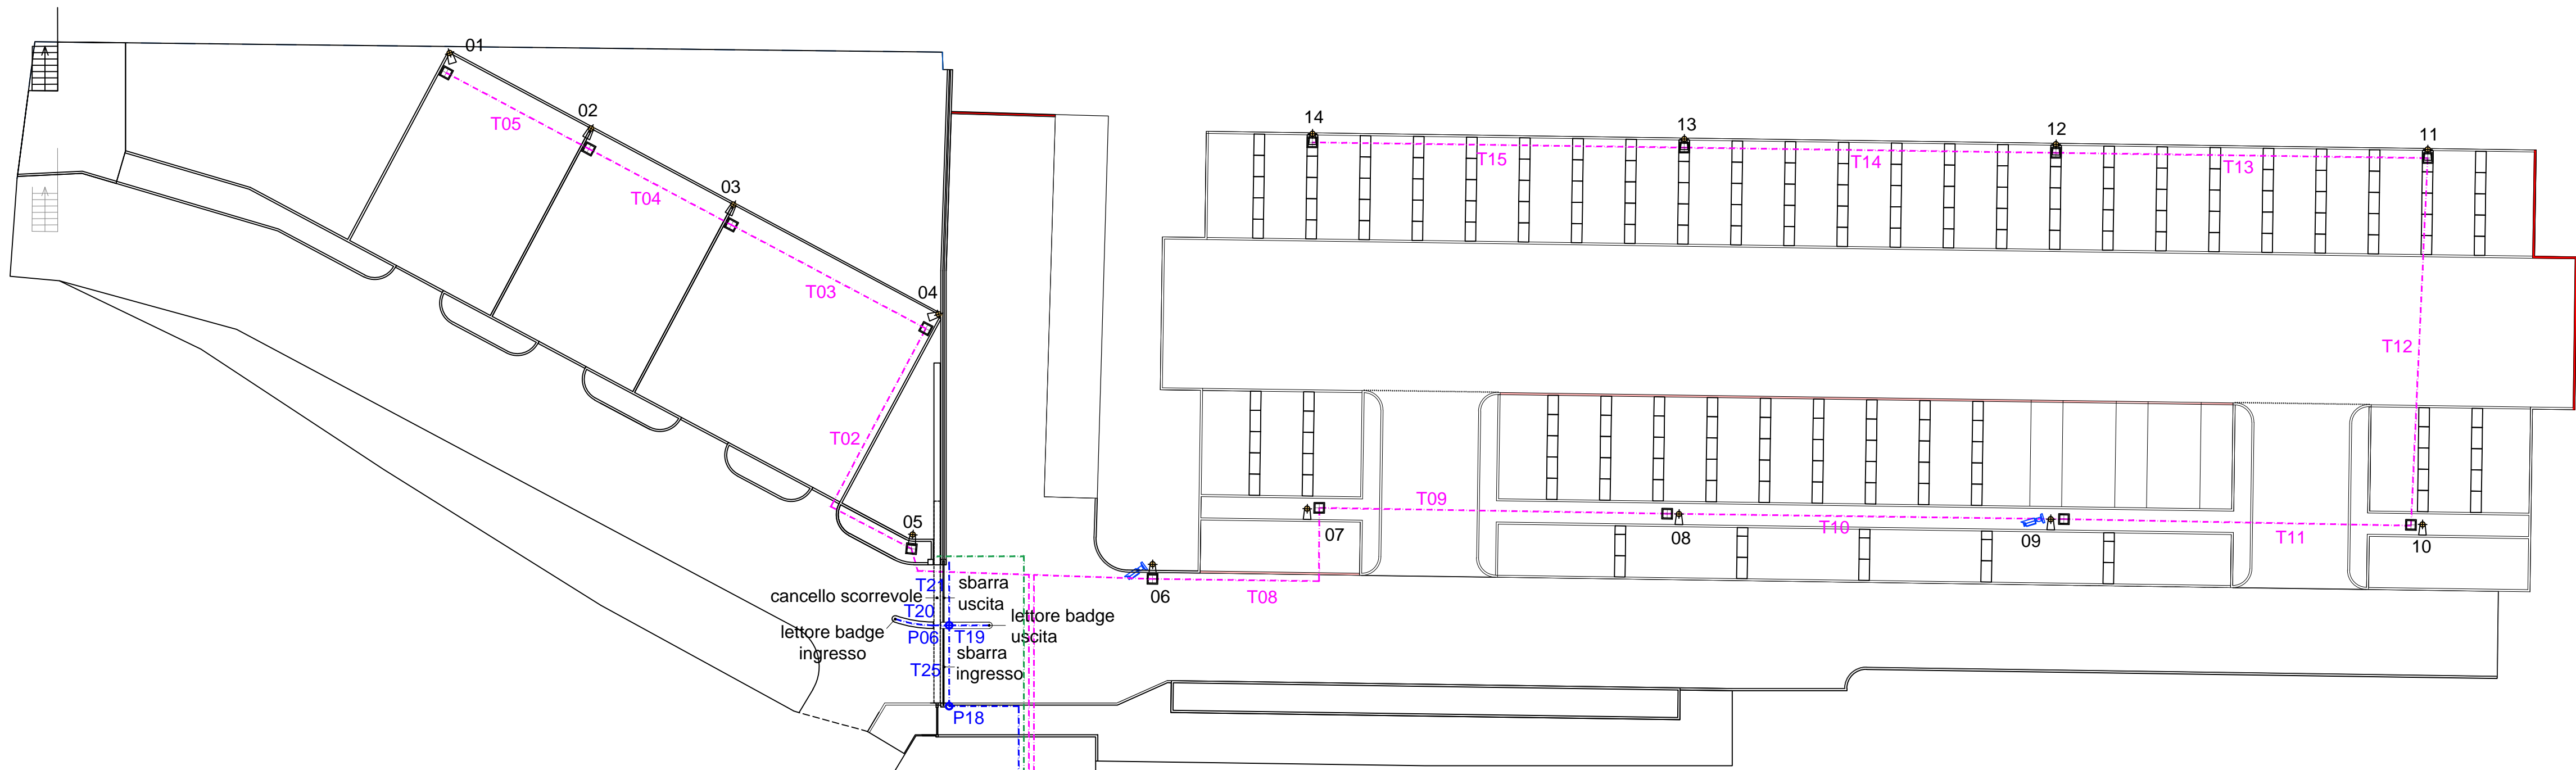 01
02
T05
03
T04
04
T03
T02
05
14
13
12
11
T15
T14
T13
T12
T09
07
08
T10
09
T11
10
06
T08
T21
sbarra
uscita
cancello scorrevole
T20
lettore badge
ingresso
P06
T19
lettore badge
uscita
sbarra
ingresso
T25
P18